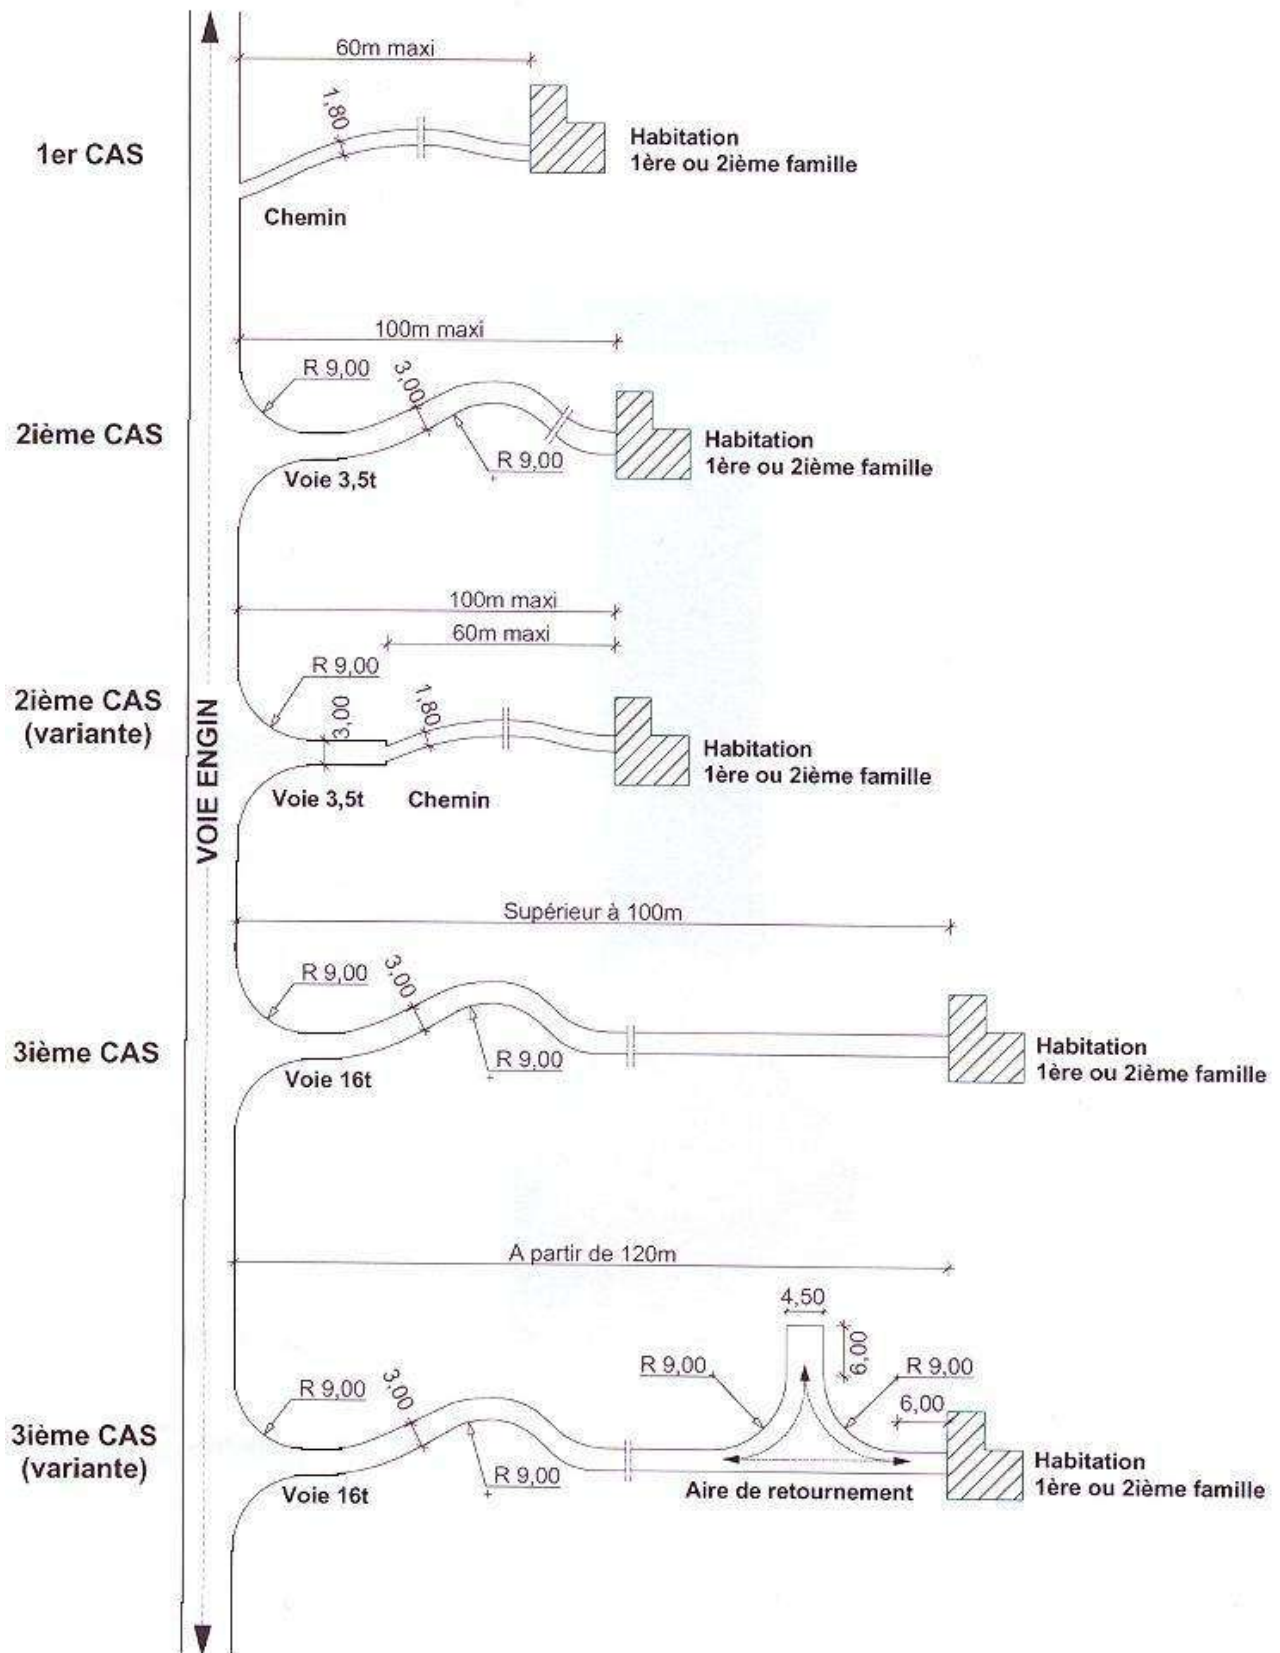 60m maxi
1,80
1er CAS
Habitation
1ère ou 2ième famille
Chemin
100m maxi
R 9,00
3,00
2ième CAS
R 9,00
Habitation
1ère ou 2ième famille
Voie 3,5t
100m maxi
60m maxi
R 9,00
3,00
1,80
2ième CAS
(variante)
Habitation
1ère ou 2ième famille
Voie 3,5t
Chemin
VOIE ENGIN
Supérieur à 100m
R 9,00
3,00
3ième CAS
R 9,00
Habitation
1ère ou 2ième famille
Voie 16t
A partir de 120m
4,50
6,00
R 9,00
R 9,00
R 9,00
3,00
6,00
3ième CAS
(variante)
R 9,00
Habitation
1ère ou 2ième famille
Voie 16t
Aire de retournement